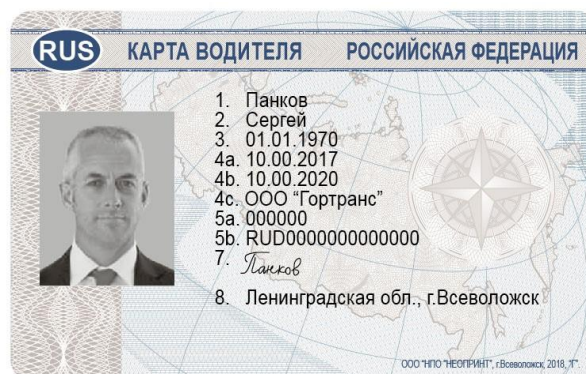 RUS КАРТА ВОДИТЕЛЯ РОССИЙСКАЯ ФЕДЕРАЦИЯ
1. Панков
2. Сергей
3. 01.01.1970
4a. 10.00.2017
4b. 10.00.2020
4c. ООО “Гортранс”
5a. 000000
5b. RUD0000000000000
7. Панков
8. Ленинградская обл., г.Всеволожск
ООО "НПО "НЕОПРИНТ", г.Всеволожск, 2018, "Г".